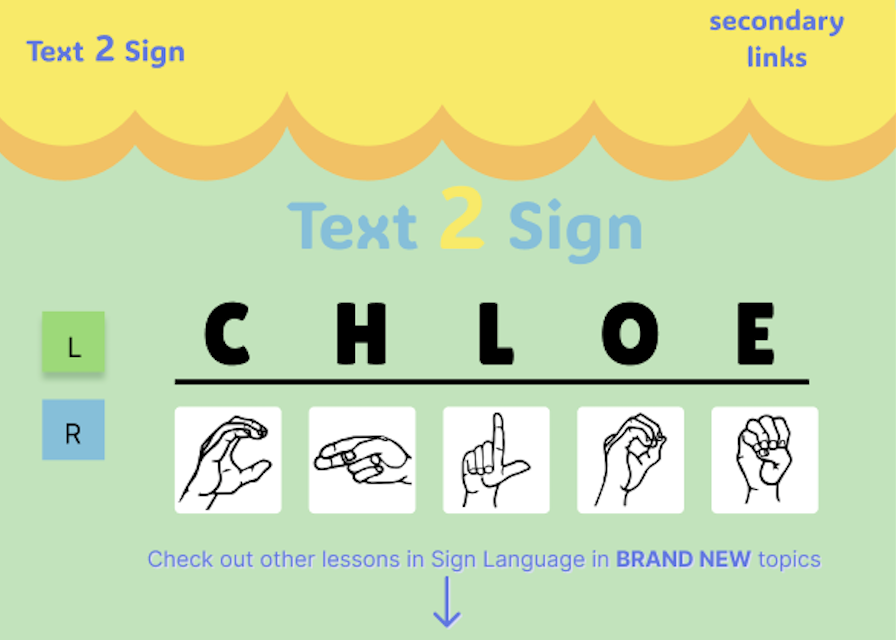 Text 2 Sign
secondary
links
Text 2 Sign
C H L O E
L
R
Check out other lessons in Sign Language in BRAND NEW topics